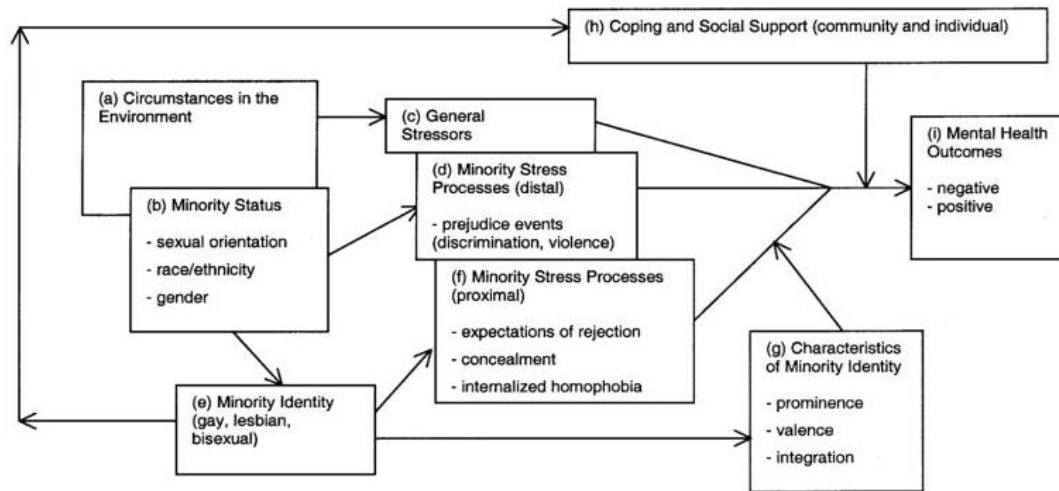 (h) Coping and Social Support (community and individual)
(a) Circumstances in the
Environment
(c) General
Stressors
(i) Mental Health
Outcomes
- negative
- positive
(d) Minority Stress
Processes (distal)
- prejudice events
(discrimination, violence)
(b) Minority Status
- sexual orientation
- race/ethnicity
- gender
(f) Minority Stress Processes
(proximal)
- expectations of rejection
- concealment
- internalized homophobia
(g) Characteristics
of Minority Identity
- prominence
- valence
- integration
(e) Minority Identity
(gay, lesbian,
bisexual)